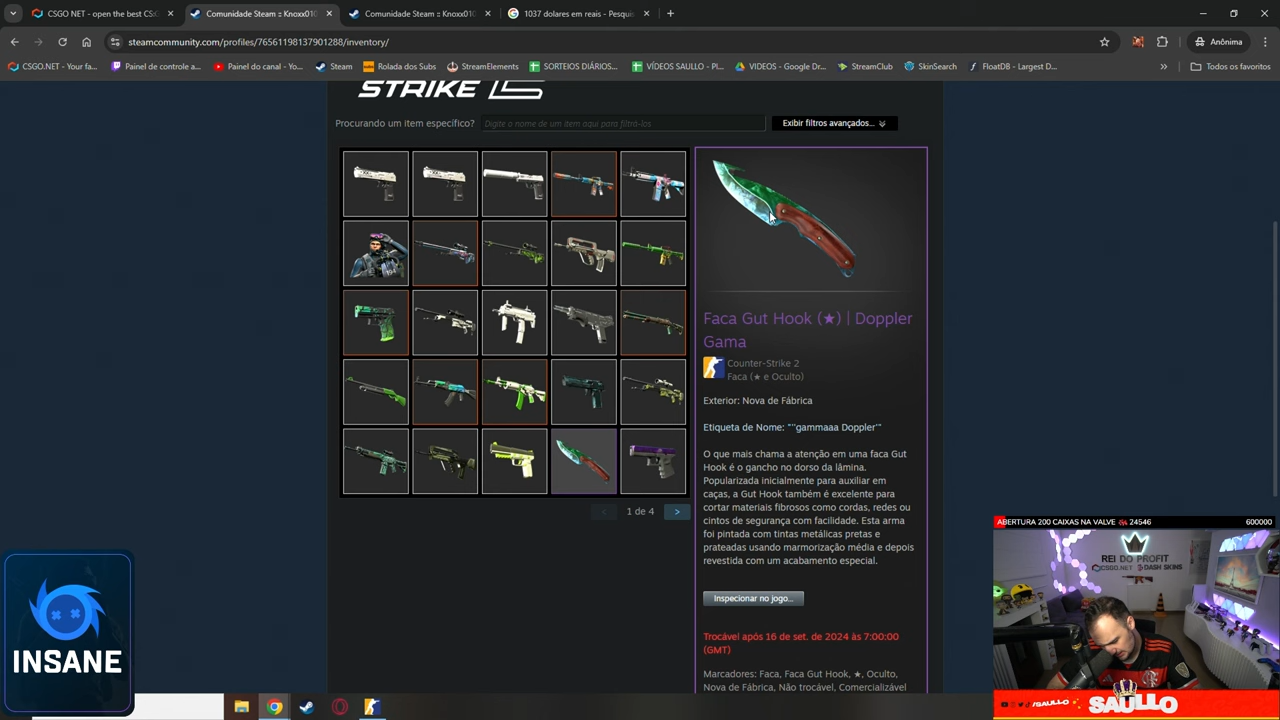 CSGO NET - open the best CS:
Comunidade Steam :: Knoxx010
Comunidade Steam :: Knoxx010
1037 dolares em reais - Pesquis
steamcommunity.com/profiles/76561198137901288/inventory/
Anônima
CSGO.NET - Your fa...
Painel de controle a...
Painel do canal - Yo...
Steam
Rolada dos Subs
StreamElements
SORTEIOS DIÁRIOS...
VÍDEOS SAULLO - Pi...
VIDEOS - Google Dr...
StreamClub
SkinSearch
FloatDB - Largest D...
Todos os favoritos
STRIKE
Procurando um item específico?
Digite o nome de um item aqui para filtrá-los
Exibir filtros avançados...
Faca Gut Hook (★) | Doppler
Gama
Counter-Strike 2
Faca (★ e Oculto)
Exterior: Nova de Fábrica
Etiqueta de Nome: "''gammaaa Doppler'"
O que mais chama a atenção em uma faca Gut
Hook é o gancho no dorso da lâmina.
Popularizada inicialmente para auxiliar em
caças, a Gut Hook também é excelente para
cortar materiais fibrosos como cordas, redes ou
cintos de segurança com facilidade. Esta arma
foi pintada com tintas metálicas pretas e
prateadas usando marmorização média e depois
revestida com um acabamento especial.
< 1 de 4 >
Inspecionar no jogo...
Trocável após 16 de set. de 2024 às 7:00:00
(GMT)
Marcadores: Faca, Faca Gut Hook, ★, Oculto,
Nova de Fábrica, Não trocável, Comercializável
INSANE
ABERTURA 200 CAIXAS NA VALVE 24546
600000
REI DO PROFIT
CSGO.NET DASH SKINS
/SAULLO
SAULLO